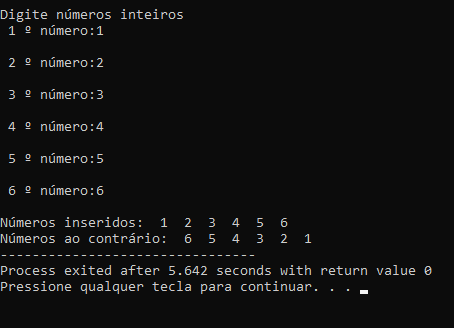 Digite números inteiros
1 º número:1
2 º número:2
3 º número:3
4 º número:4
5 º número:5
6 º número:6
Números inseridos:  1  2  3  4  5  6
Números ao contrário:  6  5  4  3  2  1
--------------------------------
Process exited after 5.642 seconds with return value 0
Pressione qualquer tecla para continuar. . .